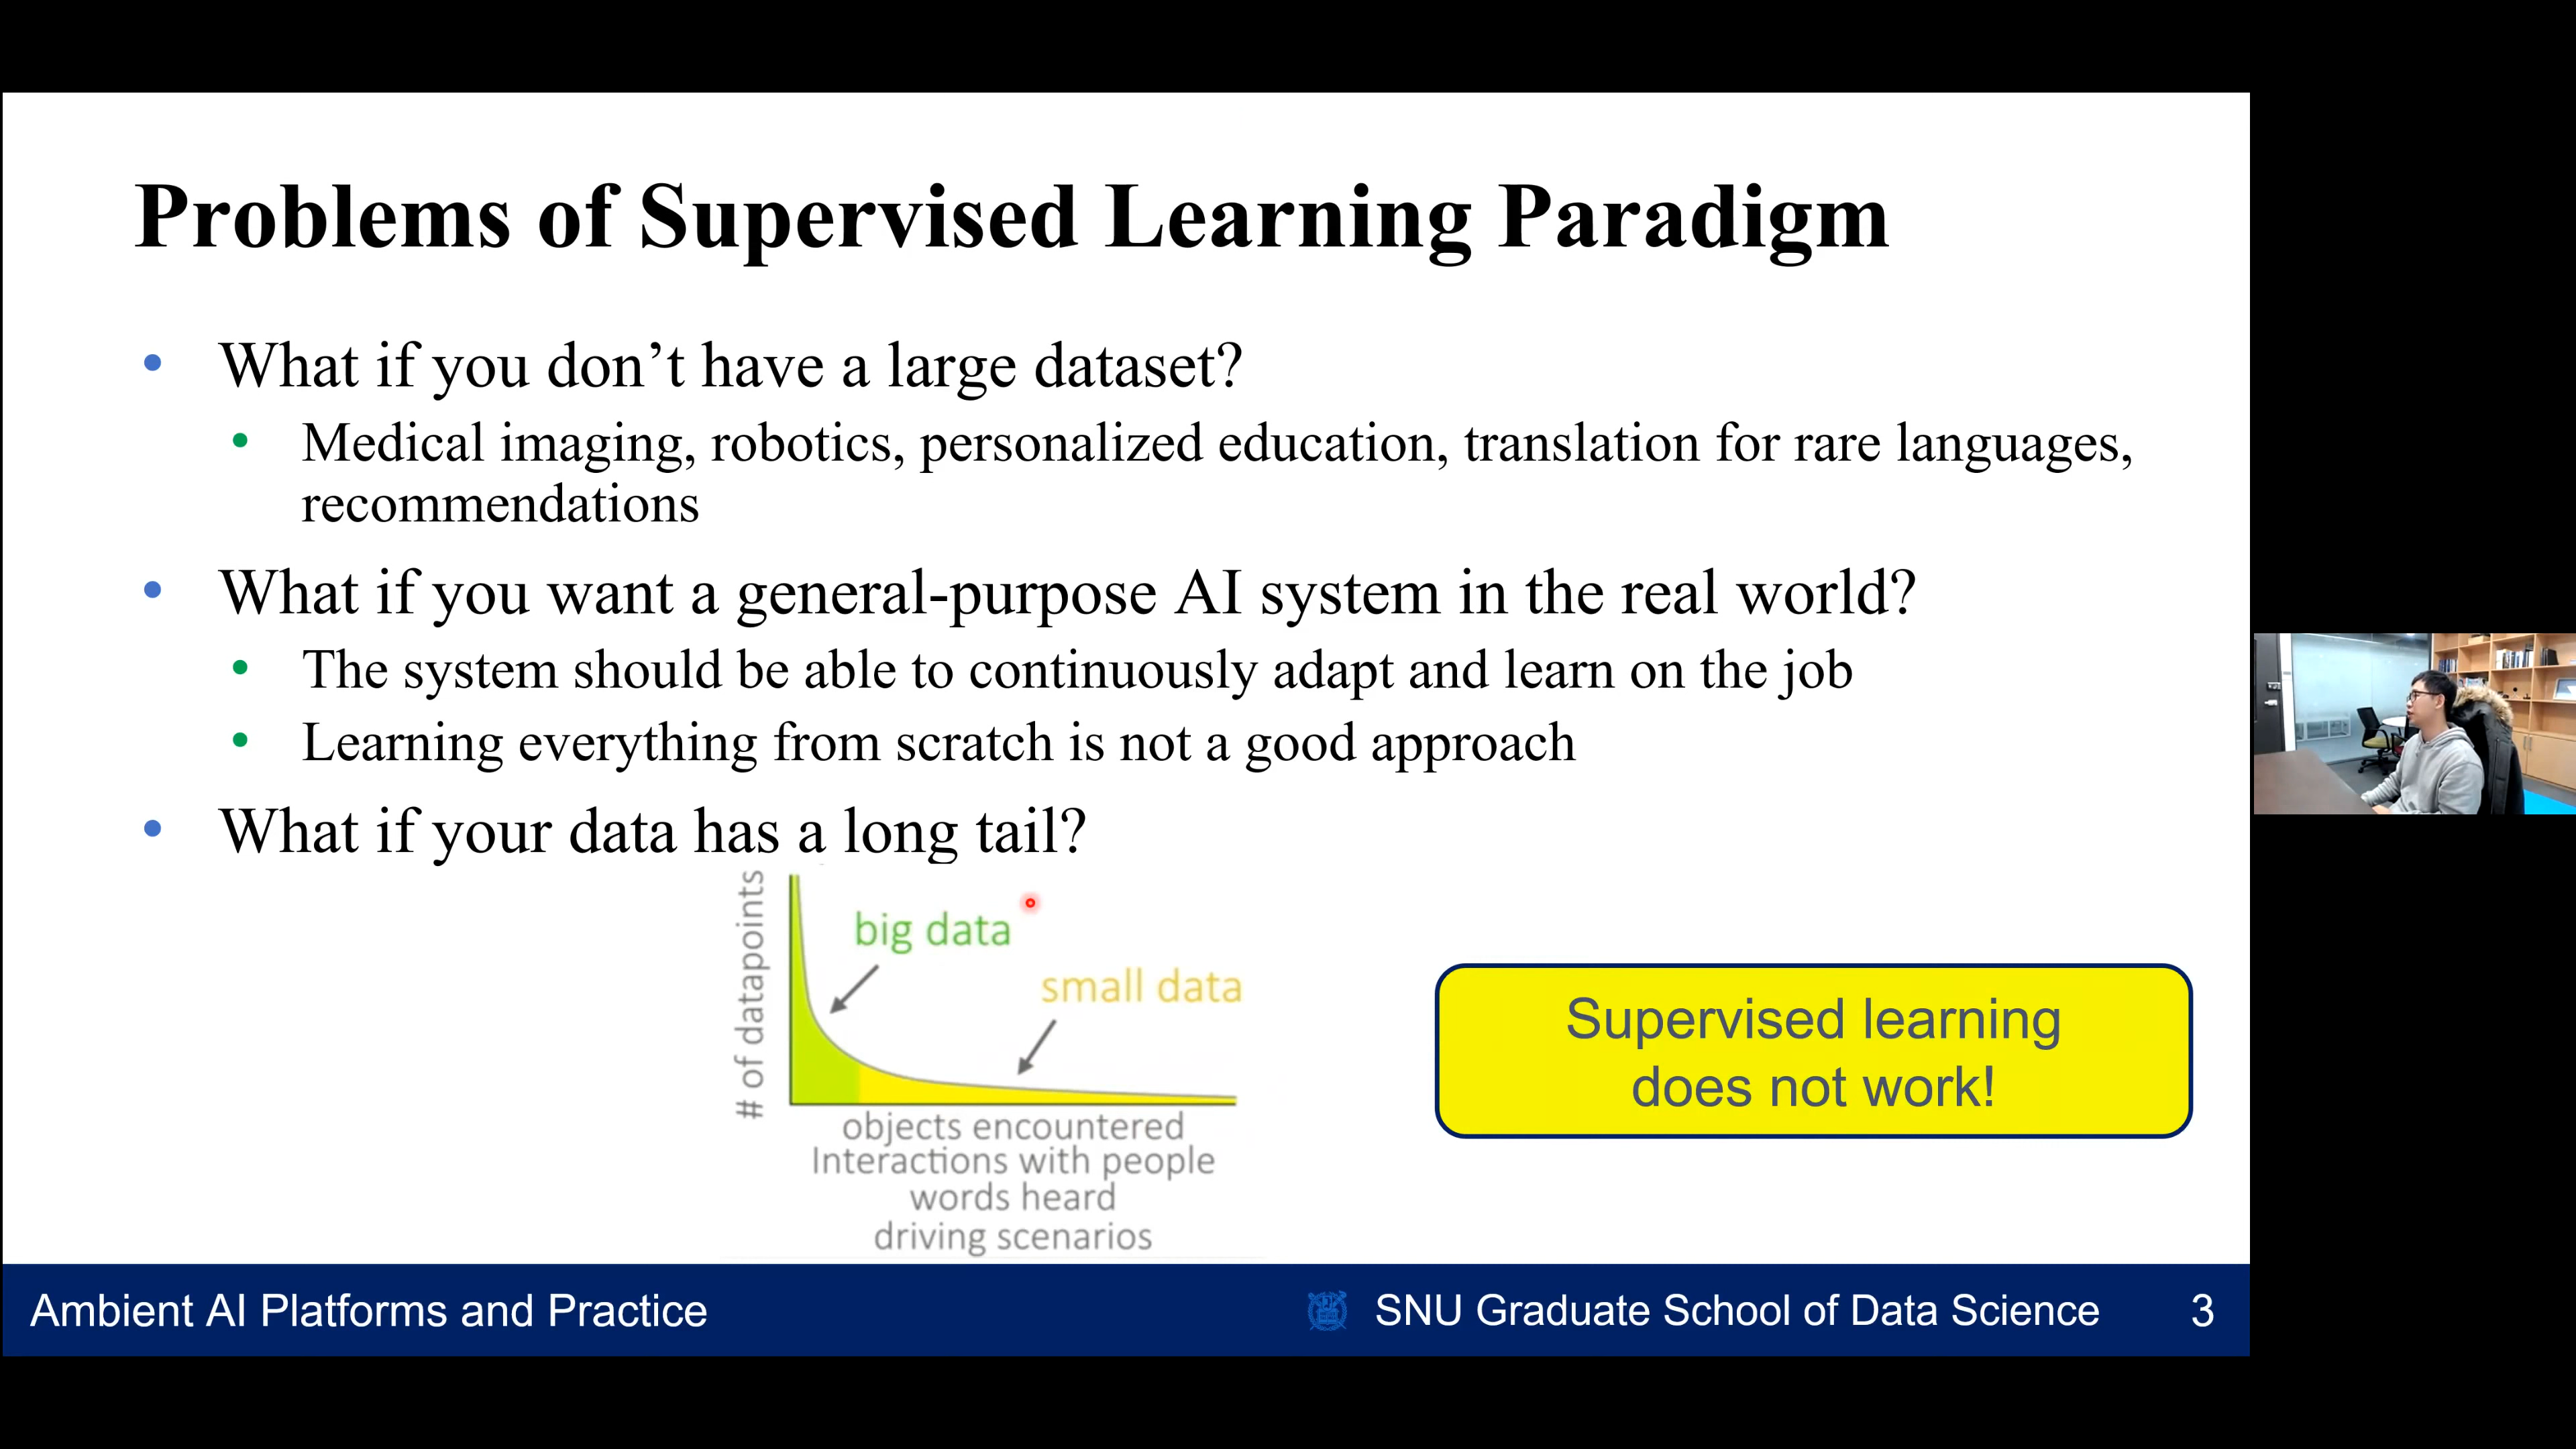 Problems of Supervised Learning Paradigm
• What if you don’t have a large dataset?
• Medical imaging, robotics, personalized education, translation for rare languages,
recommendations
• What if you want a general-purpose AI system in the real world?
• The system should be able to continuously adapt and learn on the job
• Learning everything from scratch is not a good approach
• What if your data has a long tail?
# of datapoints
big data
small data
objects encountered
Interactions with people
words heard
driving scenarios
Supervised learning
does not work!
Ambient AI Platforms and Practice
SNU Graduate School of Data Science
3